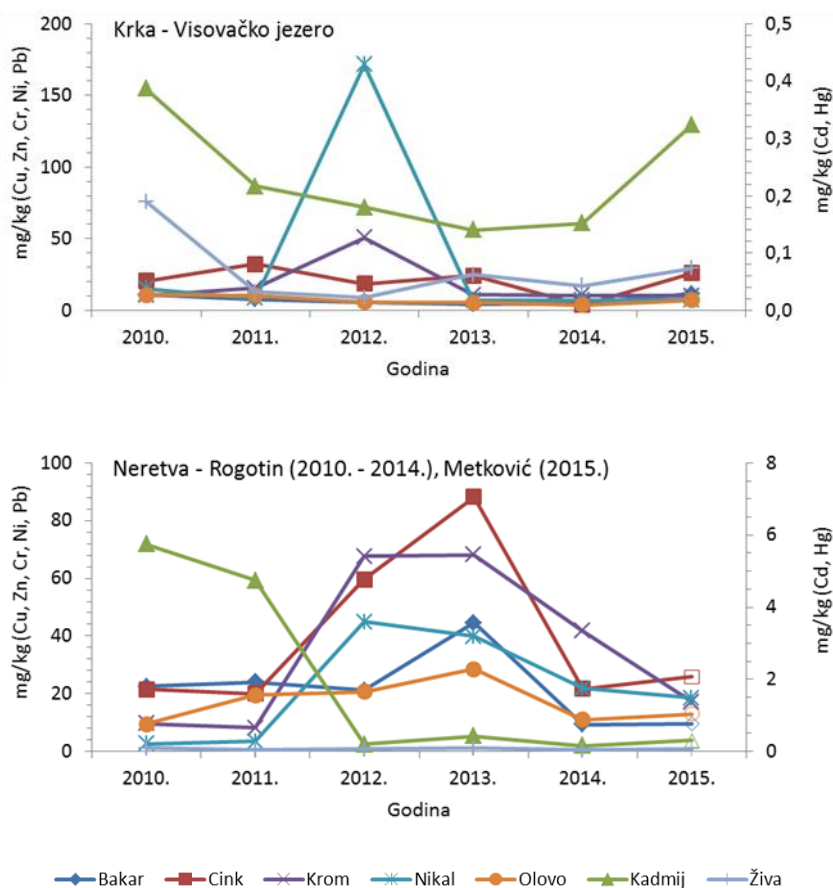 Krka - Visovačko jezero
mg/kg (Cu, Zn, Cr, Ni, Pb)
200
150
100
50
0
0,5
0,4
0,3
0,2
0,1
0,0
mg/kg (Cd, Hg)
2010. 2011. 2012. 2013. 2014. 2015.
Godina
Neretva - Rogotin (2010. - 2014.), Metković (2015.)
mg/kg (Cu, Zn, Cr, Ni, Pb)
100
80
60
40
20
0
8
6
4
2
0
mg/kg (Cd, Hg)
2010. 2011. 2012. 2013. 2014. 2015.
Godina
Bakar Cink Krom Nikal Olovo Kadmij Živa